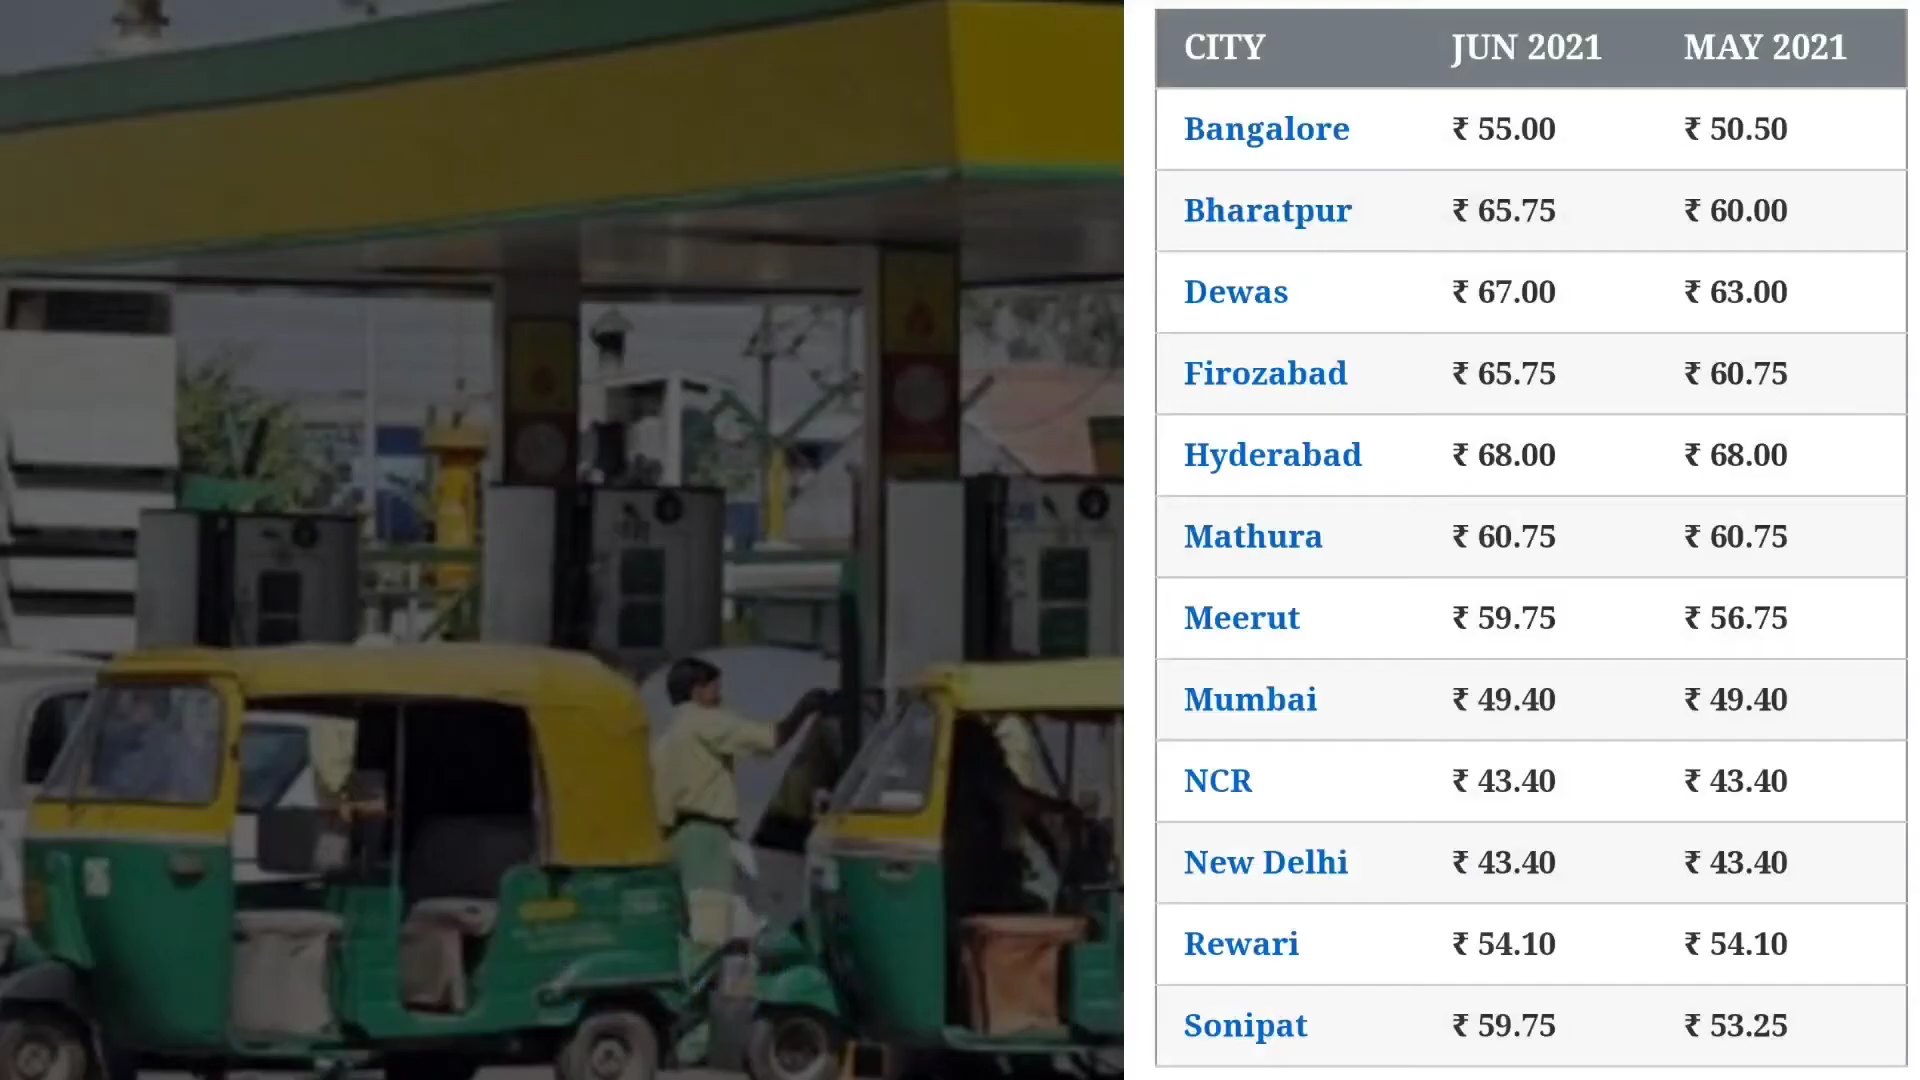 CITY JUN 2021 MAY 2021
Bangalore ₹ 55.00 ₹ 50.50
Bharatpur ₹ 65.75 ₹ 60.00
Dewas ₹ 67.00 ₹ 63.00
Firozabad ₹ 65.75 ₹ 60.75
Hyderabad ₹ 68.00 ₹ 68.00
Mathura ₹ 60.75 ₹ 60.75
Meerut ₹ 59.75 ₹ 56.75
Mumbai ₹ 49.40 ₹ 49.40
NCR ₹ 43.40 ₹ 43.40
New Delhi ₹ 43.40 ₹ 43.40
Rewari ₹ 54.10 ₹ 54.10
Sonipat ₹ 59.75 ₹ 53.25